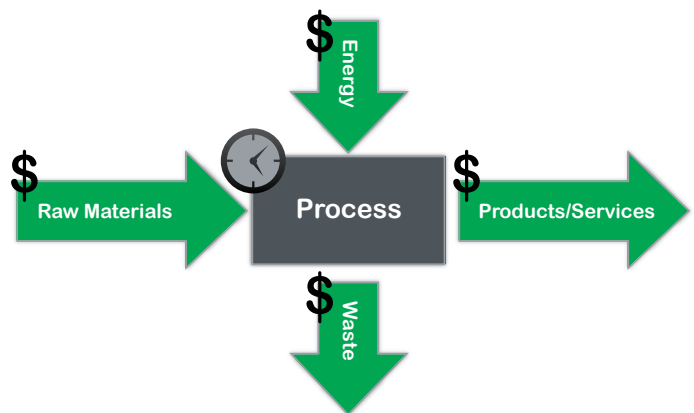 $
Energy
$
Raw Materials
Process
$
Products/Services
$
Waste